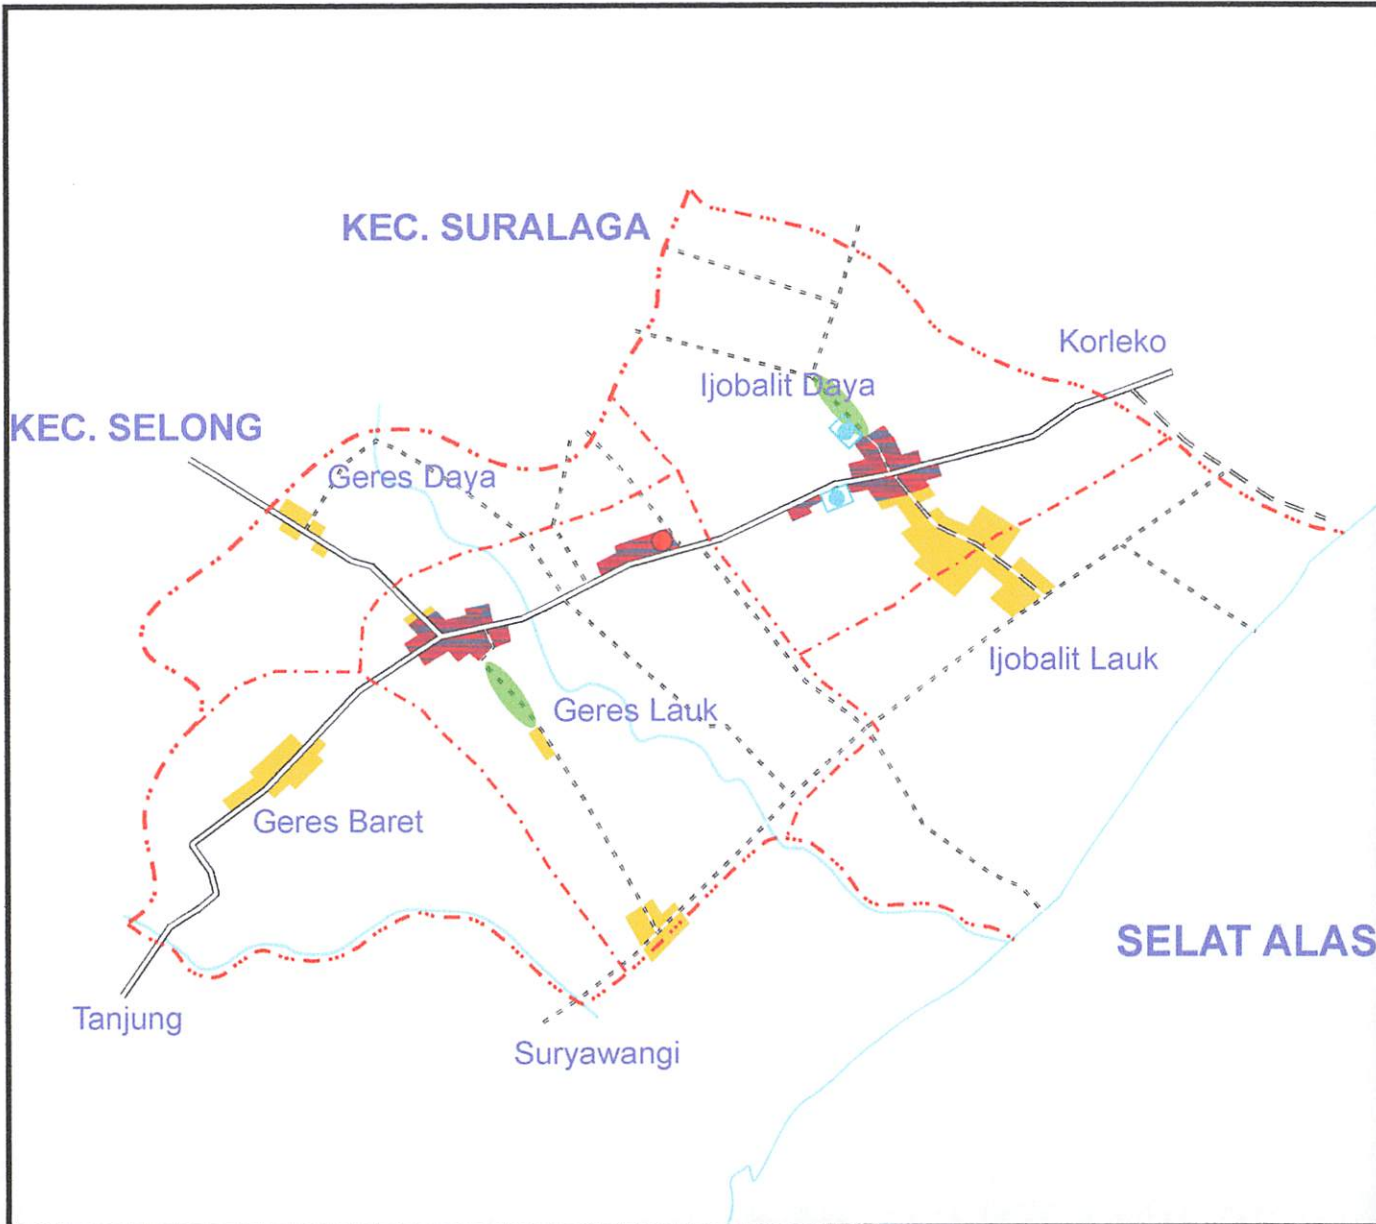 KEC. SURALAGA
Korleko
Ijobalit Daya
KEC. SELONG
Geres Daya
Ijobalit Lauk
Geres Lauk
Geres Baret
SELAT ALAS
Tanjung
Suryawangi